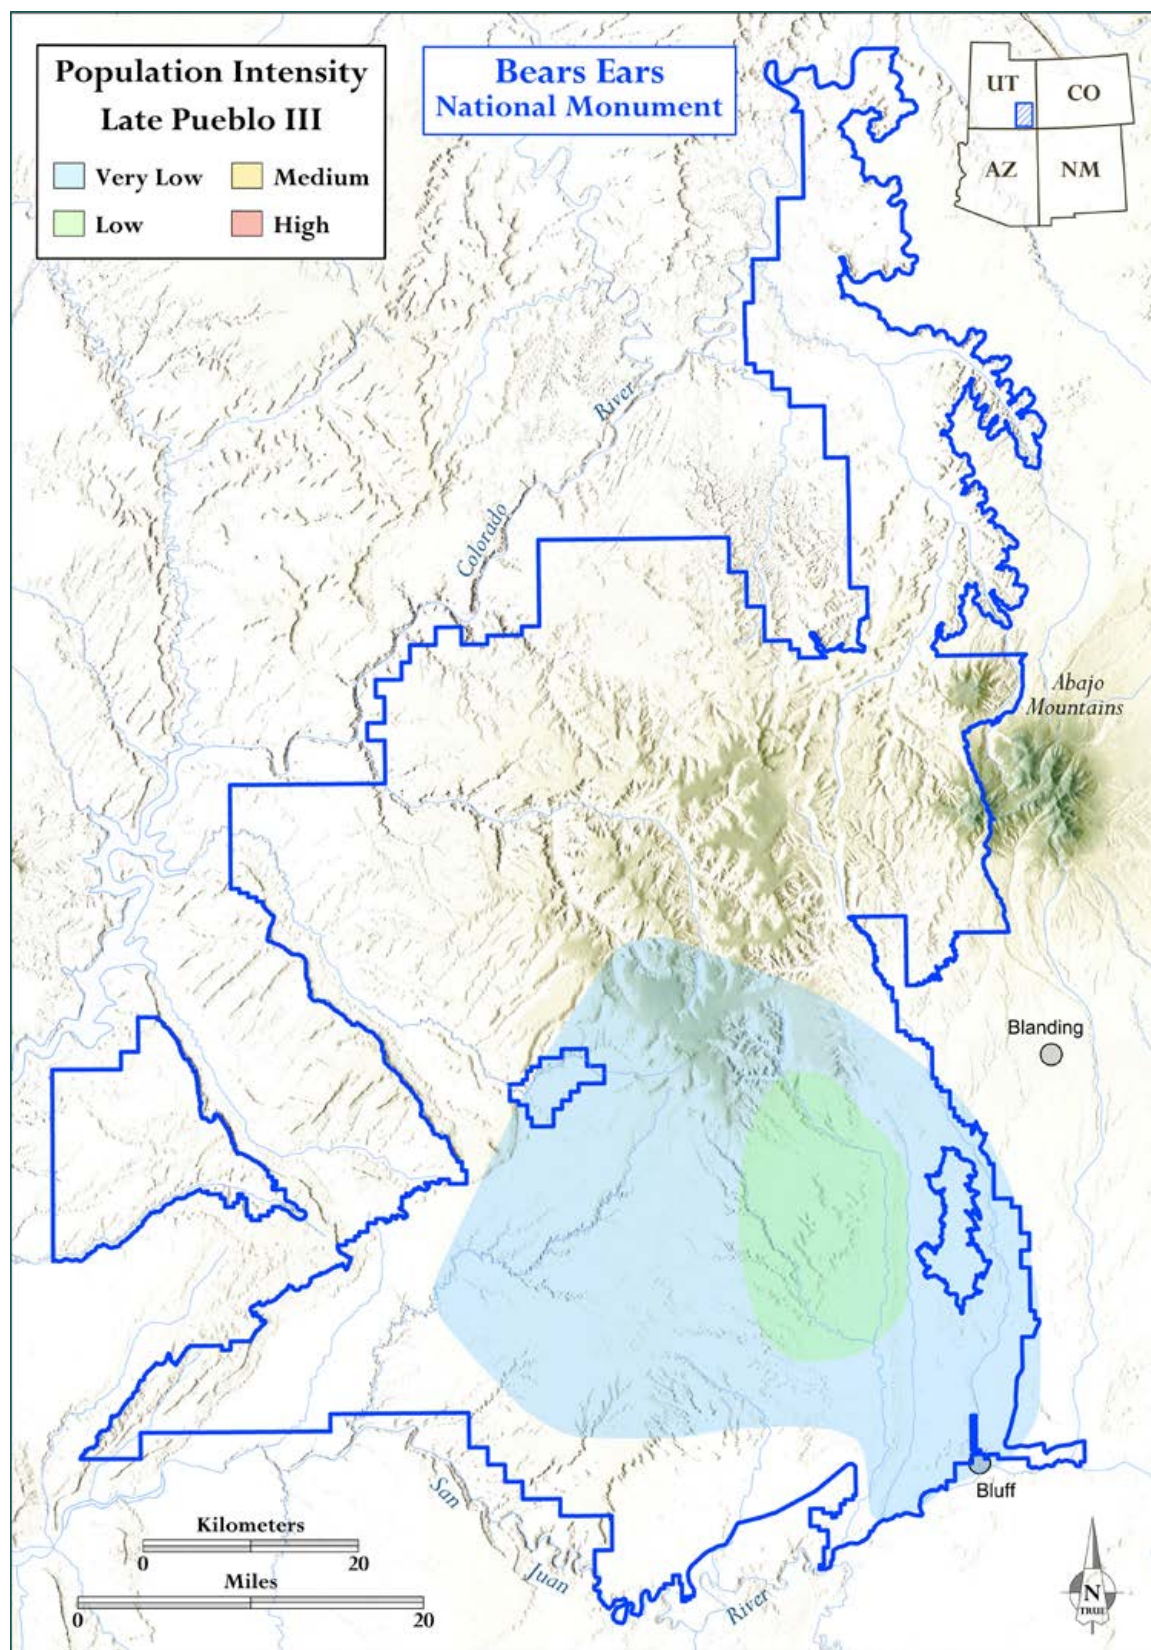 Population Intensity
Late Pueblo III
Very Low
Medium
Low
High
Bears Ears
National Monument
UT
CO
AZ
NM
River
Colorado
Abajo
Mountains
Blanding
San
Juan
River
Bluff
Kilometers
0
20
Miles
0
20
N
TRUE